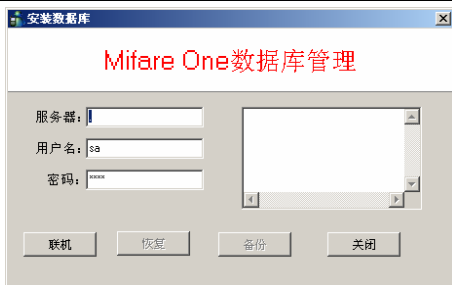 安装数据库
Mifare One数据库管理
服务器: .
用户名: sa
密码: ****
联机 恢复 备份 关闭